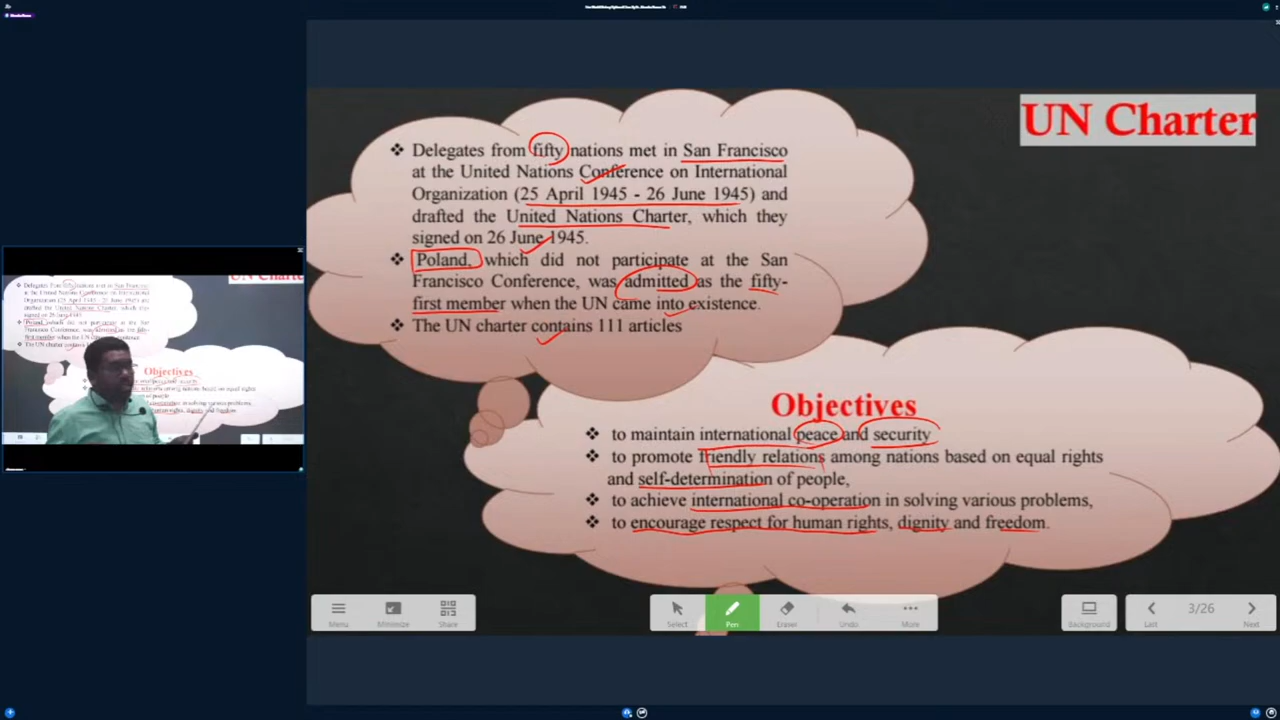 UN Charter
❖ Delegates from fifty nations met in San Francisco
at the United Nations Conference on International
Organization (25 April 1945 - 26 June 1945) and
drafted the United Nations Charter, which they
signed on 26 June 1945.
❖ Poland, which did not participate at the San
Francisco Conference, was admitted as the fifty-
first member when the UN came into existence.
❖ The UN charter contains 111 articles
Objectives
❖ to maintain international peace and security
❖ to promote friendly relations among nations based on equal rights
and self-determination of people,
❖ to achieve international co-operation in solving various problems,
❖ to encourage respect for human rights, dignity and freedom.
Menu
Minimize
Share
Select
Pen
Eraser
Undo
More
Background
Last
3/26
Next